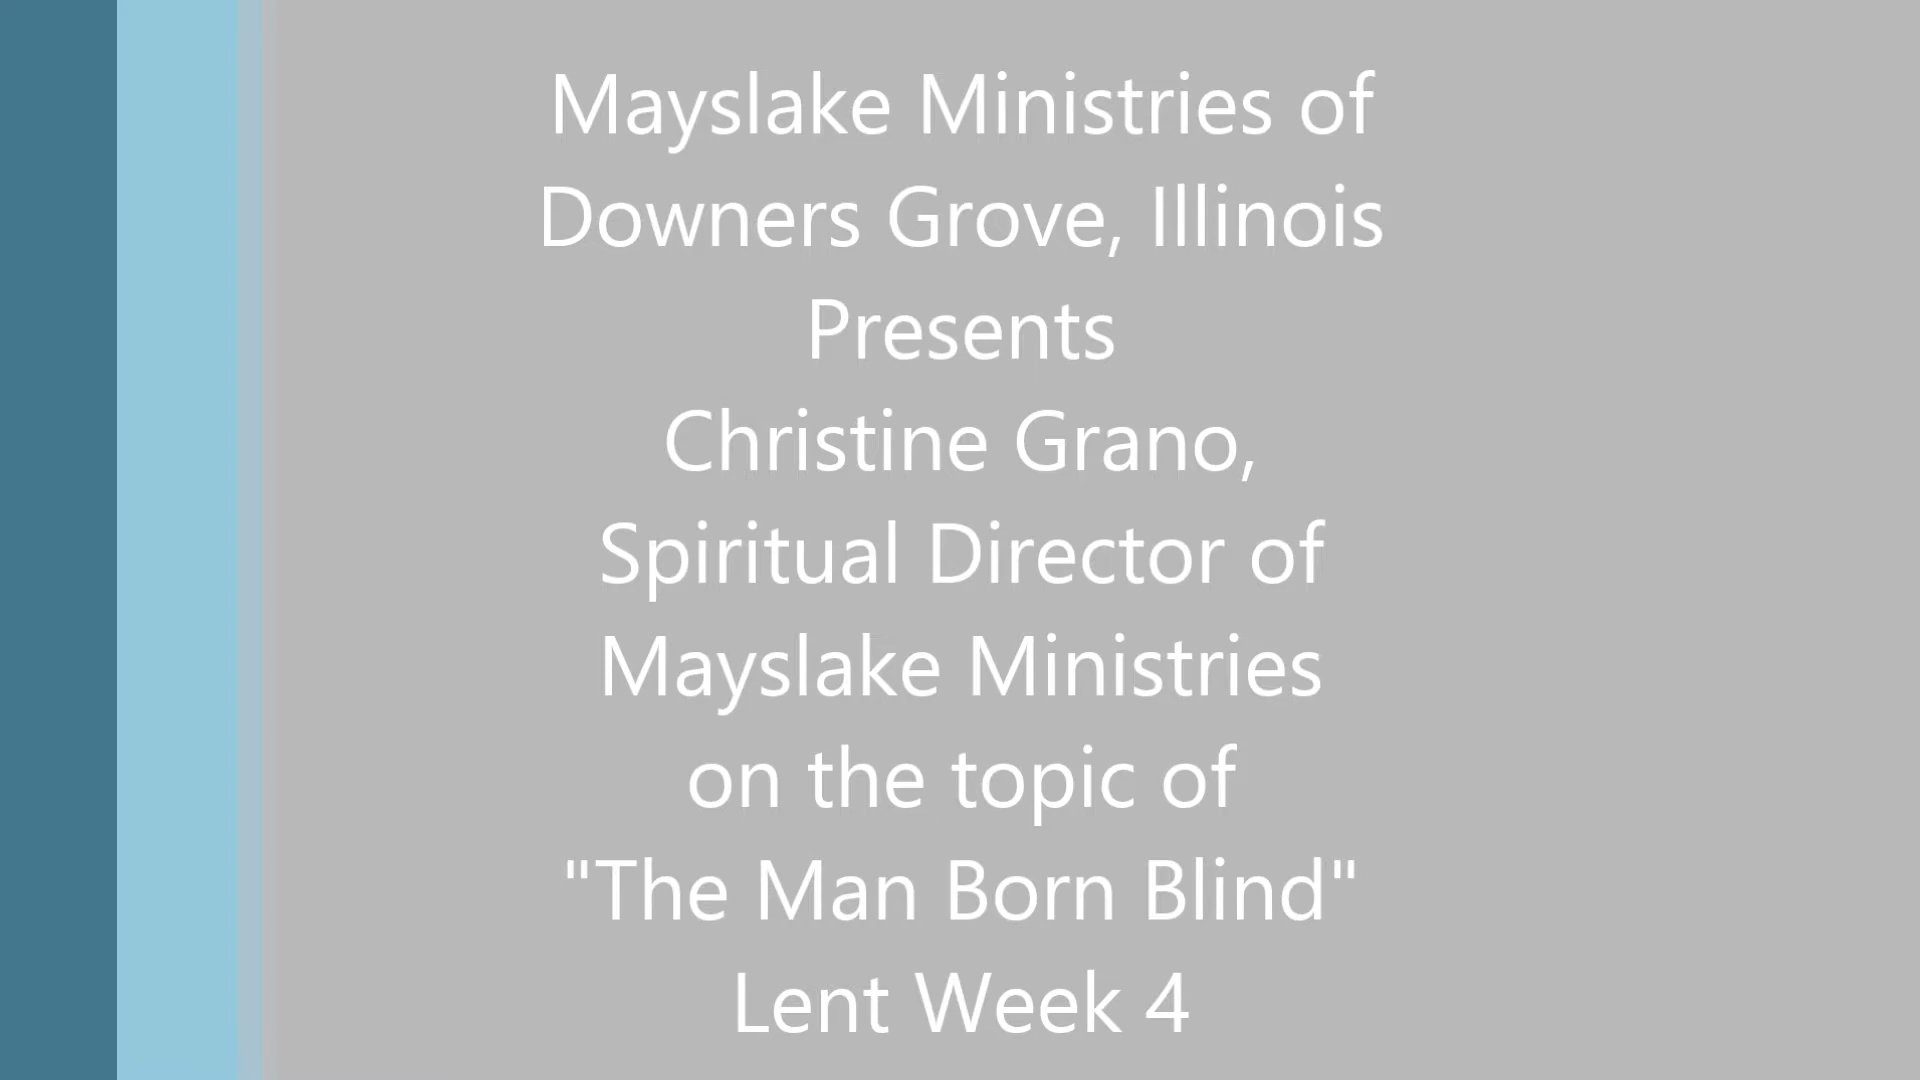 Mayslake Ministries of
Downers Grove, Illinois
Presents
Christine Grano,
Spiritual Director of
Mayslake Ministries
on the topic of
"The Man Born Blind"
Lent Week 4